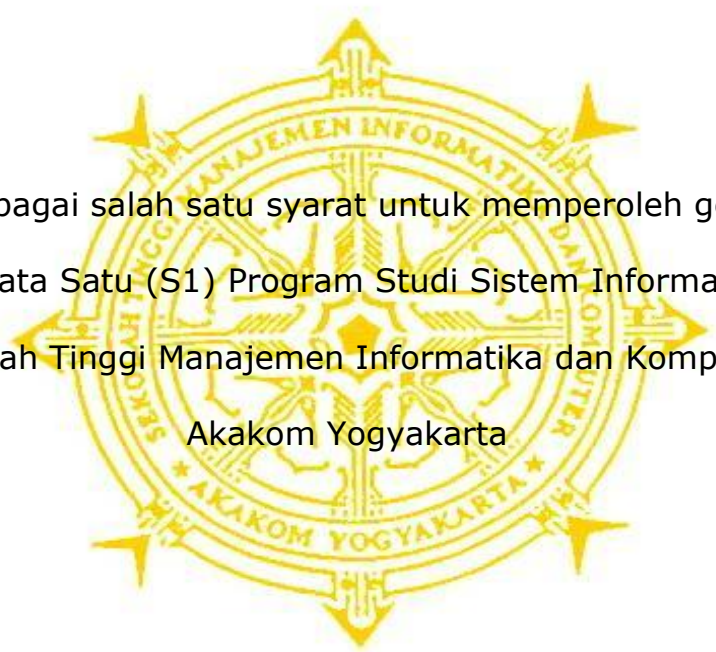 bagai salah satu syarat untuk memperoleh g
ata Satu (S1) Program Studi Sistem Informa
ah Tinggi Manajemen Informatika dan Komp
Akakom Yogyakarta
SEKOLAH TINGGI MANAJEMEN INFORMATIKA DAN KOMPUTER
★ AKAKOM YOGYAKARTA ★